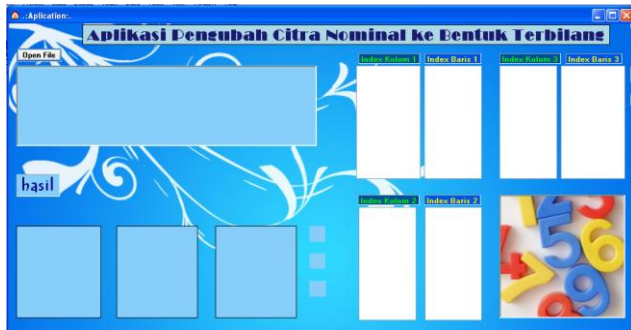 .:Aplication:.
Aplikasi Pengubah Citra Nominal ke Bentuk Terbilang
Open File
Index Kolom 1 Index Baris 1 Index Kolom 3 Index Baris 3
hasil
Index Kolom 2 Index Baris 2